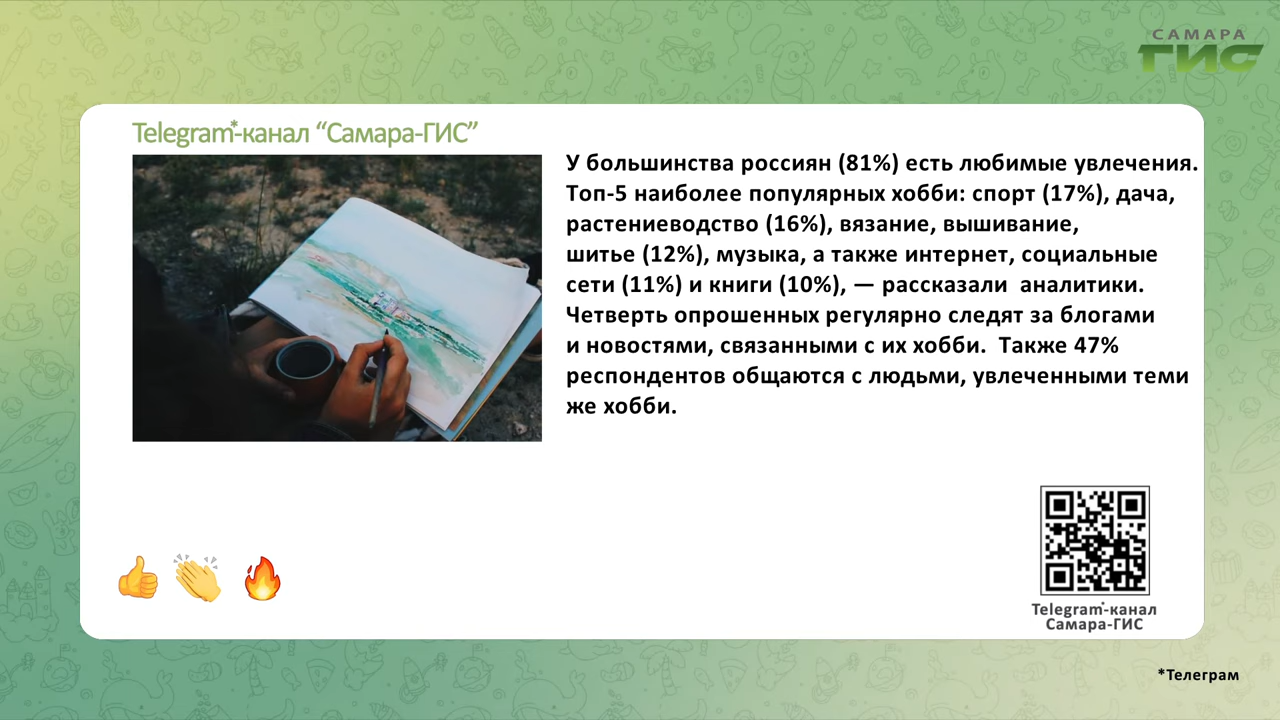 САМАРА
ГИС
Telegram*-канал “Самара-ГИС”
У большинства россиян (81%) есть любимые увлечения.
Топ-5 наиболее популярных хобби: спорт (17%), дача,
растениеводство (16%), вязание, вышивание,
шитье (12%), музыка, а также интернет, социальные
сети (11%) и книги (10%), — рассказали  аналитики.
Четверть опрошенных регулярно следят за блогами
и новостями, связанными с их хобби.  Также 47%
респондентов общаются с людьми, увлеченными теми
же хобби.
Telegram*-канал
Самара-ГИС
*Телеграм